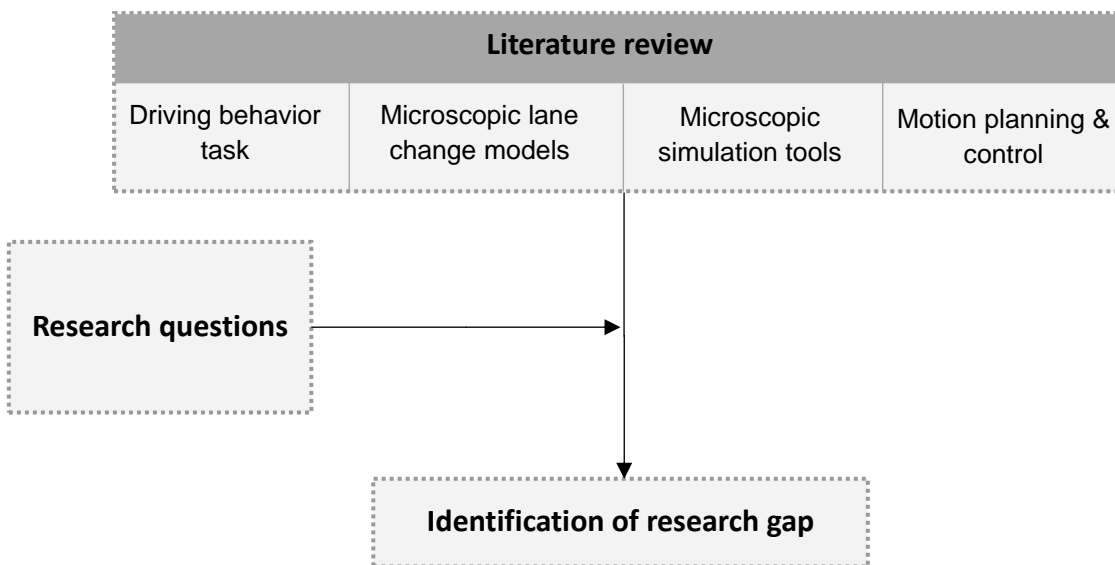 Literature review
Driving behavior
task
Microscopic lane
change models
Microscopic
simulation tools
Motion planning &
control
Research questions
Identification of research gap